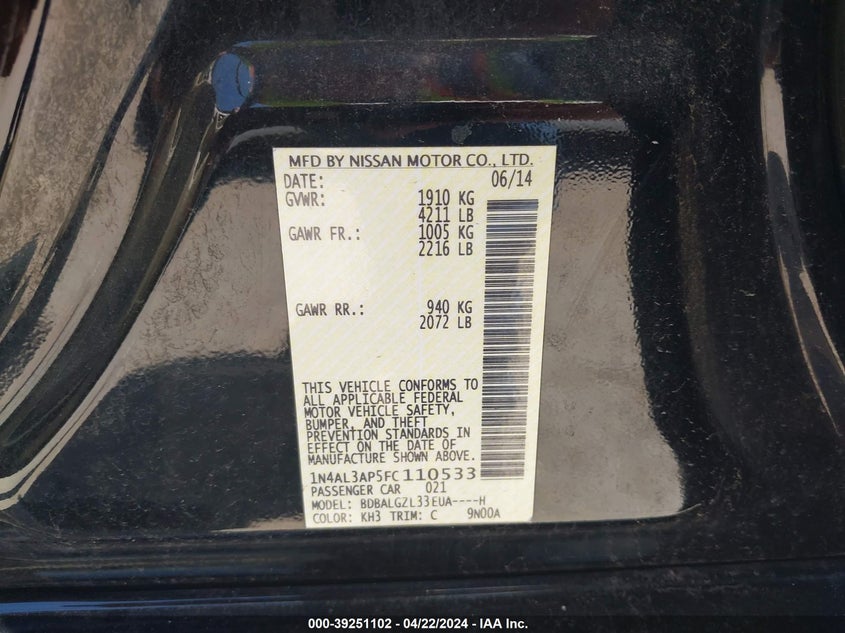 MFD BY NISSAN MOTOR CO., LTD.
DATE: 06/14
GVWR: 1910 KG
4211 LB
GAWR FR.: 1005 KG
2216 LB
GAWR RR.: 940 KG
2072 LB
THIS VEHICLE CONFORMS TO
ALL APPLICABLE FEDERAL
MOTOR VEHICLE SAFETY,
BUMPER, AND THEFT
PREVENTION STANDARDS IN
EFFECT ON THE DATE OF
MANUFACTURE SHOWN ABOVE.
1N4AL3AP5FC110533
PASSENGER CAR 021
MODEL: BDBALGZL33EUA----H
COLOR: KH3 TRIM: C 9N00A
000-39251102 - 04/22/2024 - IAA Inc.